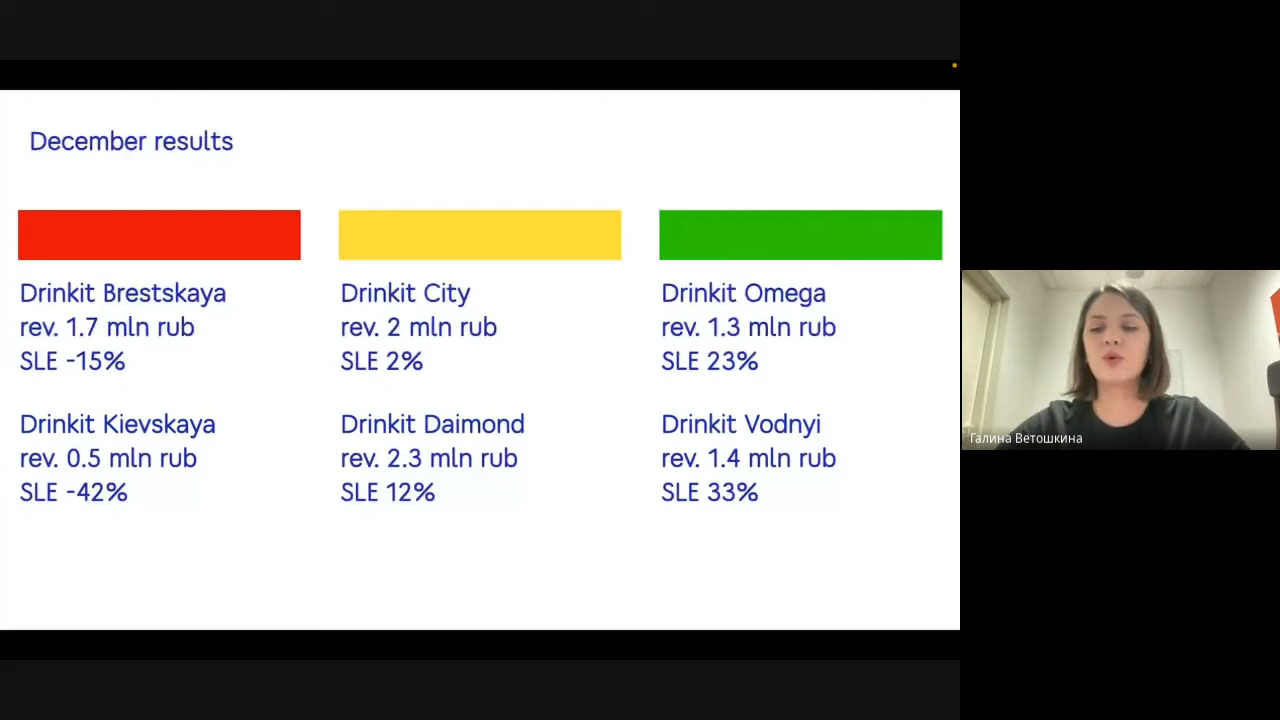 December results
Drinkit Brestskaya
rev. 1.7 mln rub
SLE -15%
Drinkit Kievskaya
rev. 0.5 mln rub
SLE -42%
Drinkit City
rev. 2 mln rub
SLE 2%
Drinkit Daimond
rev. 2.3 mln rub
SLE 12%
Drinkit Omega
rev. 1.3 mln rub
SLE 23%
Drinkit Vodnyi
rev. 1.4 mln rub
SLE 33%
Галина Ветошкина